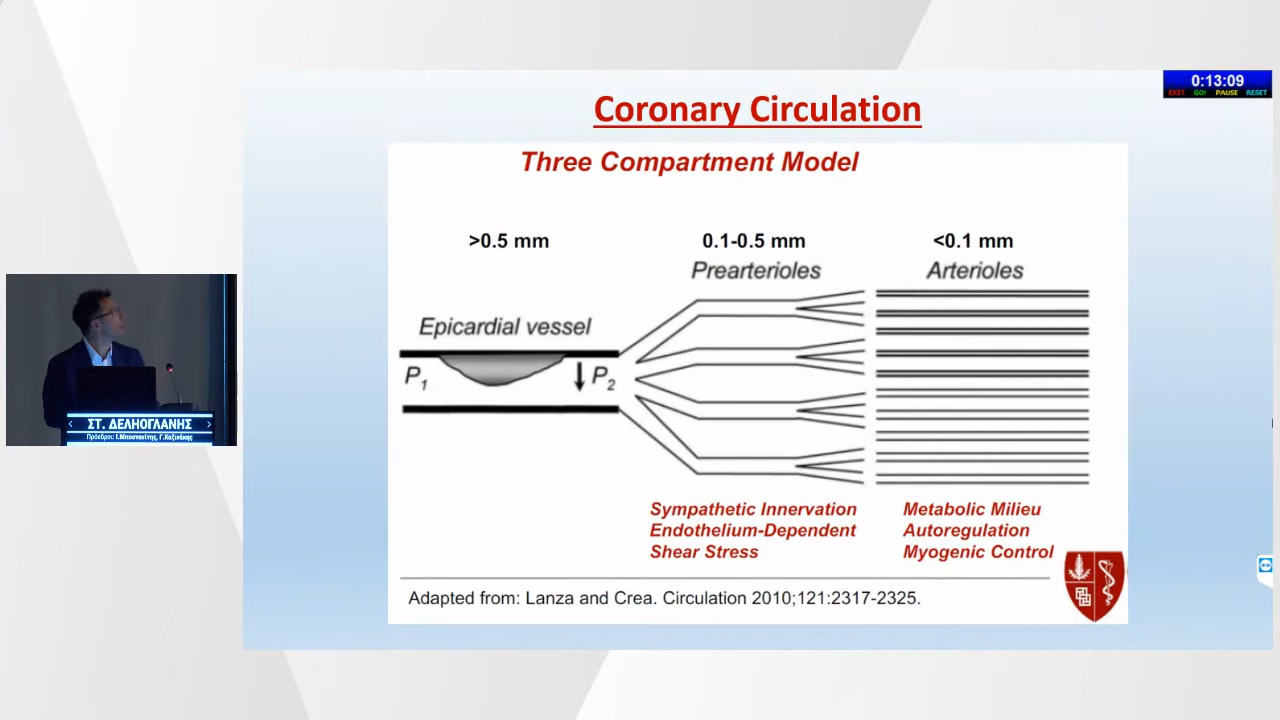 0:13:09
EXIT GO! PAUSE RESET
Coronary Circulation
Three Compartment Model
>0.5 mm
0.1-0.5 mm
<0.1 mm
Prearterioles
Arterioles
Epicardial vessel
P1
P2
Sympathetic Innervation
Endothelium-Dependent
Shear Stress
Metabolic Milieu
Autoregulation
Myogenic Control
Adapted from: Lanza and Crea. Circulation 2010;121:2317-2325.
ΣΤ. ΔΕΛΗΟΓΛΑΝΗΣ
Πρόεδροι: Ι.Μποστανίτης, Γ.Καζινάκης